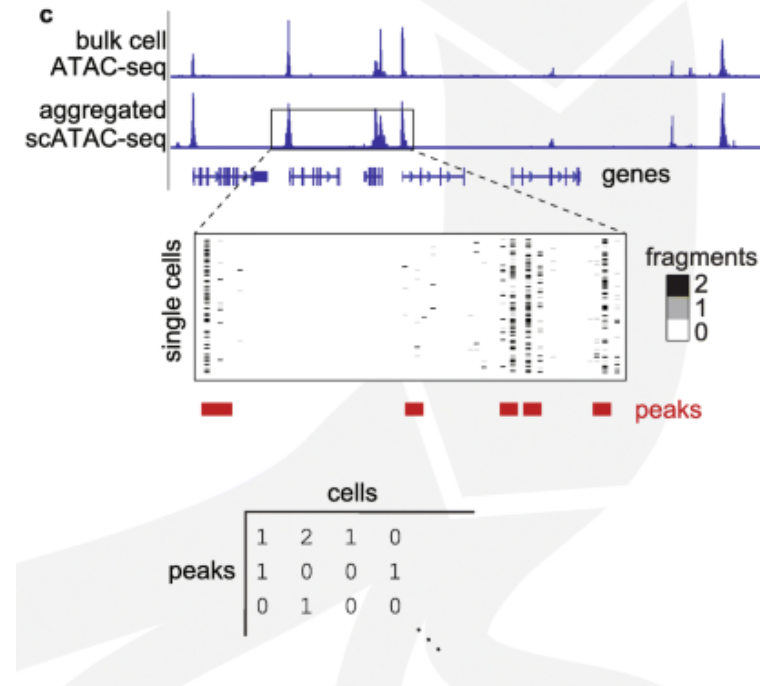 c
bulk cell
ATAC-seq
aggregated
scATAC-seq
genes
single cells
fragments
2
1
0
peaks
cells
peaks
1 2 1 0
1 0 0 1
0 1 0 0